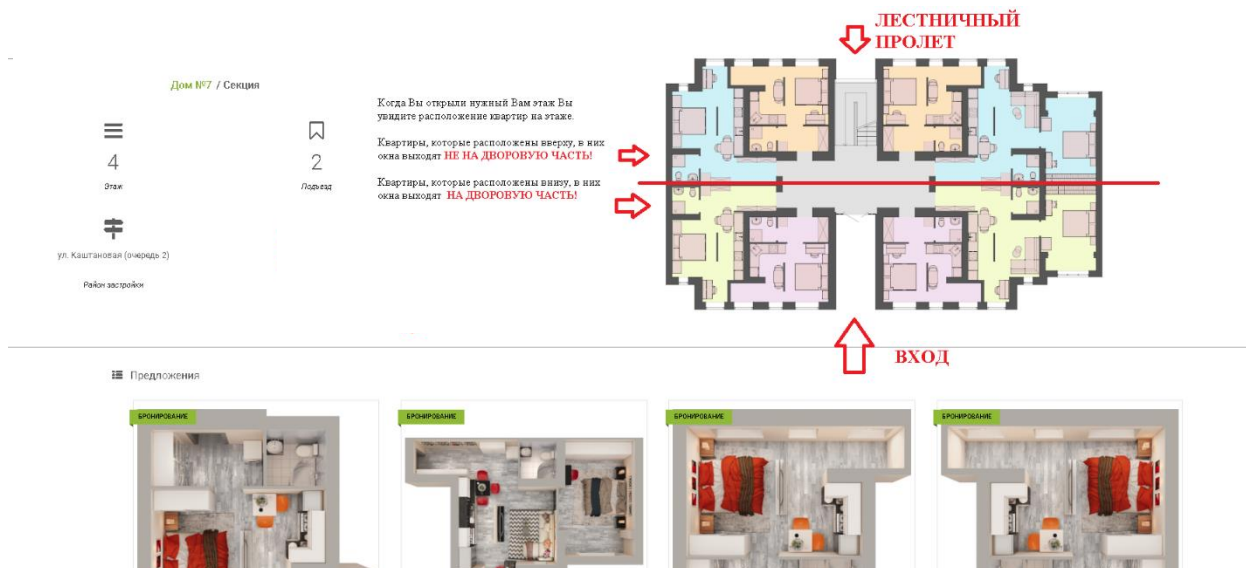 ЛЕСТНИЧНЫЙ
ПРОЛЕТ
Дом №7 / Секция
4
Этаж
2
Подъезд
ул. Каштановая (очередь 2)
Район застройки
Когда Вы открыли нужный Вам этаж Вы
увидите расположение квартир на этаже.
Квартиры, которые расположены вверху, в них
окна выходят НЕ НА ДВОРОВУЮ ЧАСТЬ!
Квартиры, которые расположены внизу, в них
окна выходят НА ДВОРОВУЮ ЧАСТЬ!
ВХОД
Предложения
БРОНИРОВАНИЕ
БРОНИРОВАНИЕ
БРОНИРОВАНИЕ
БРОНИРОВАНИЕ